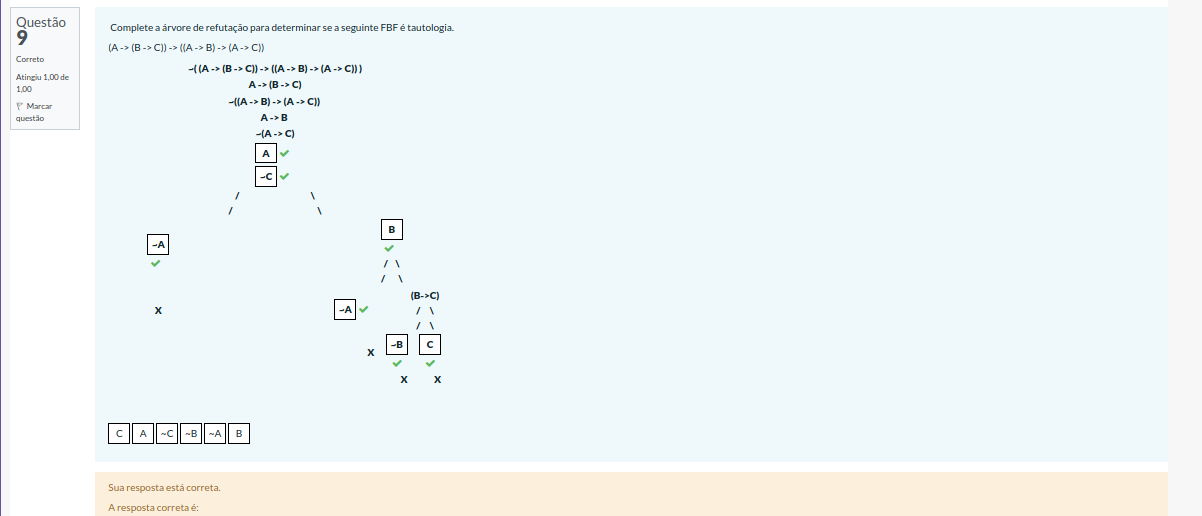 Questão
9
Correto
Atingiu 1,00 de
1,00
Marcar
questão
Complete a árvore de refutação para determinar se a seguinte FBF é tautologia.
(A -> (B -> C)) -> ((A -> B) -> (A -> C))
~( (A -> (B -> C)) -> ((A -> B) -> (A -> C)) )
A -> (B -> C)
~((A -> B) -> (A -> C))
A -> B
~(A -> C)
A
~C
/ \
/ \
B
~A
/ \
/ \
(B->C)
X ~A / \
/ \
~B C
X
X X
C A ~C ~B ~A B
Sua resposta está correta.
A resposta correta é: